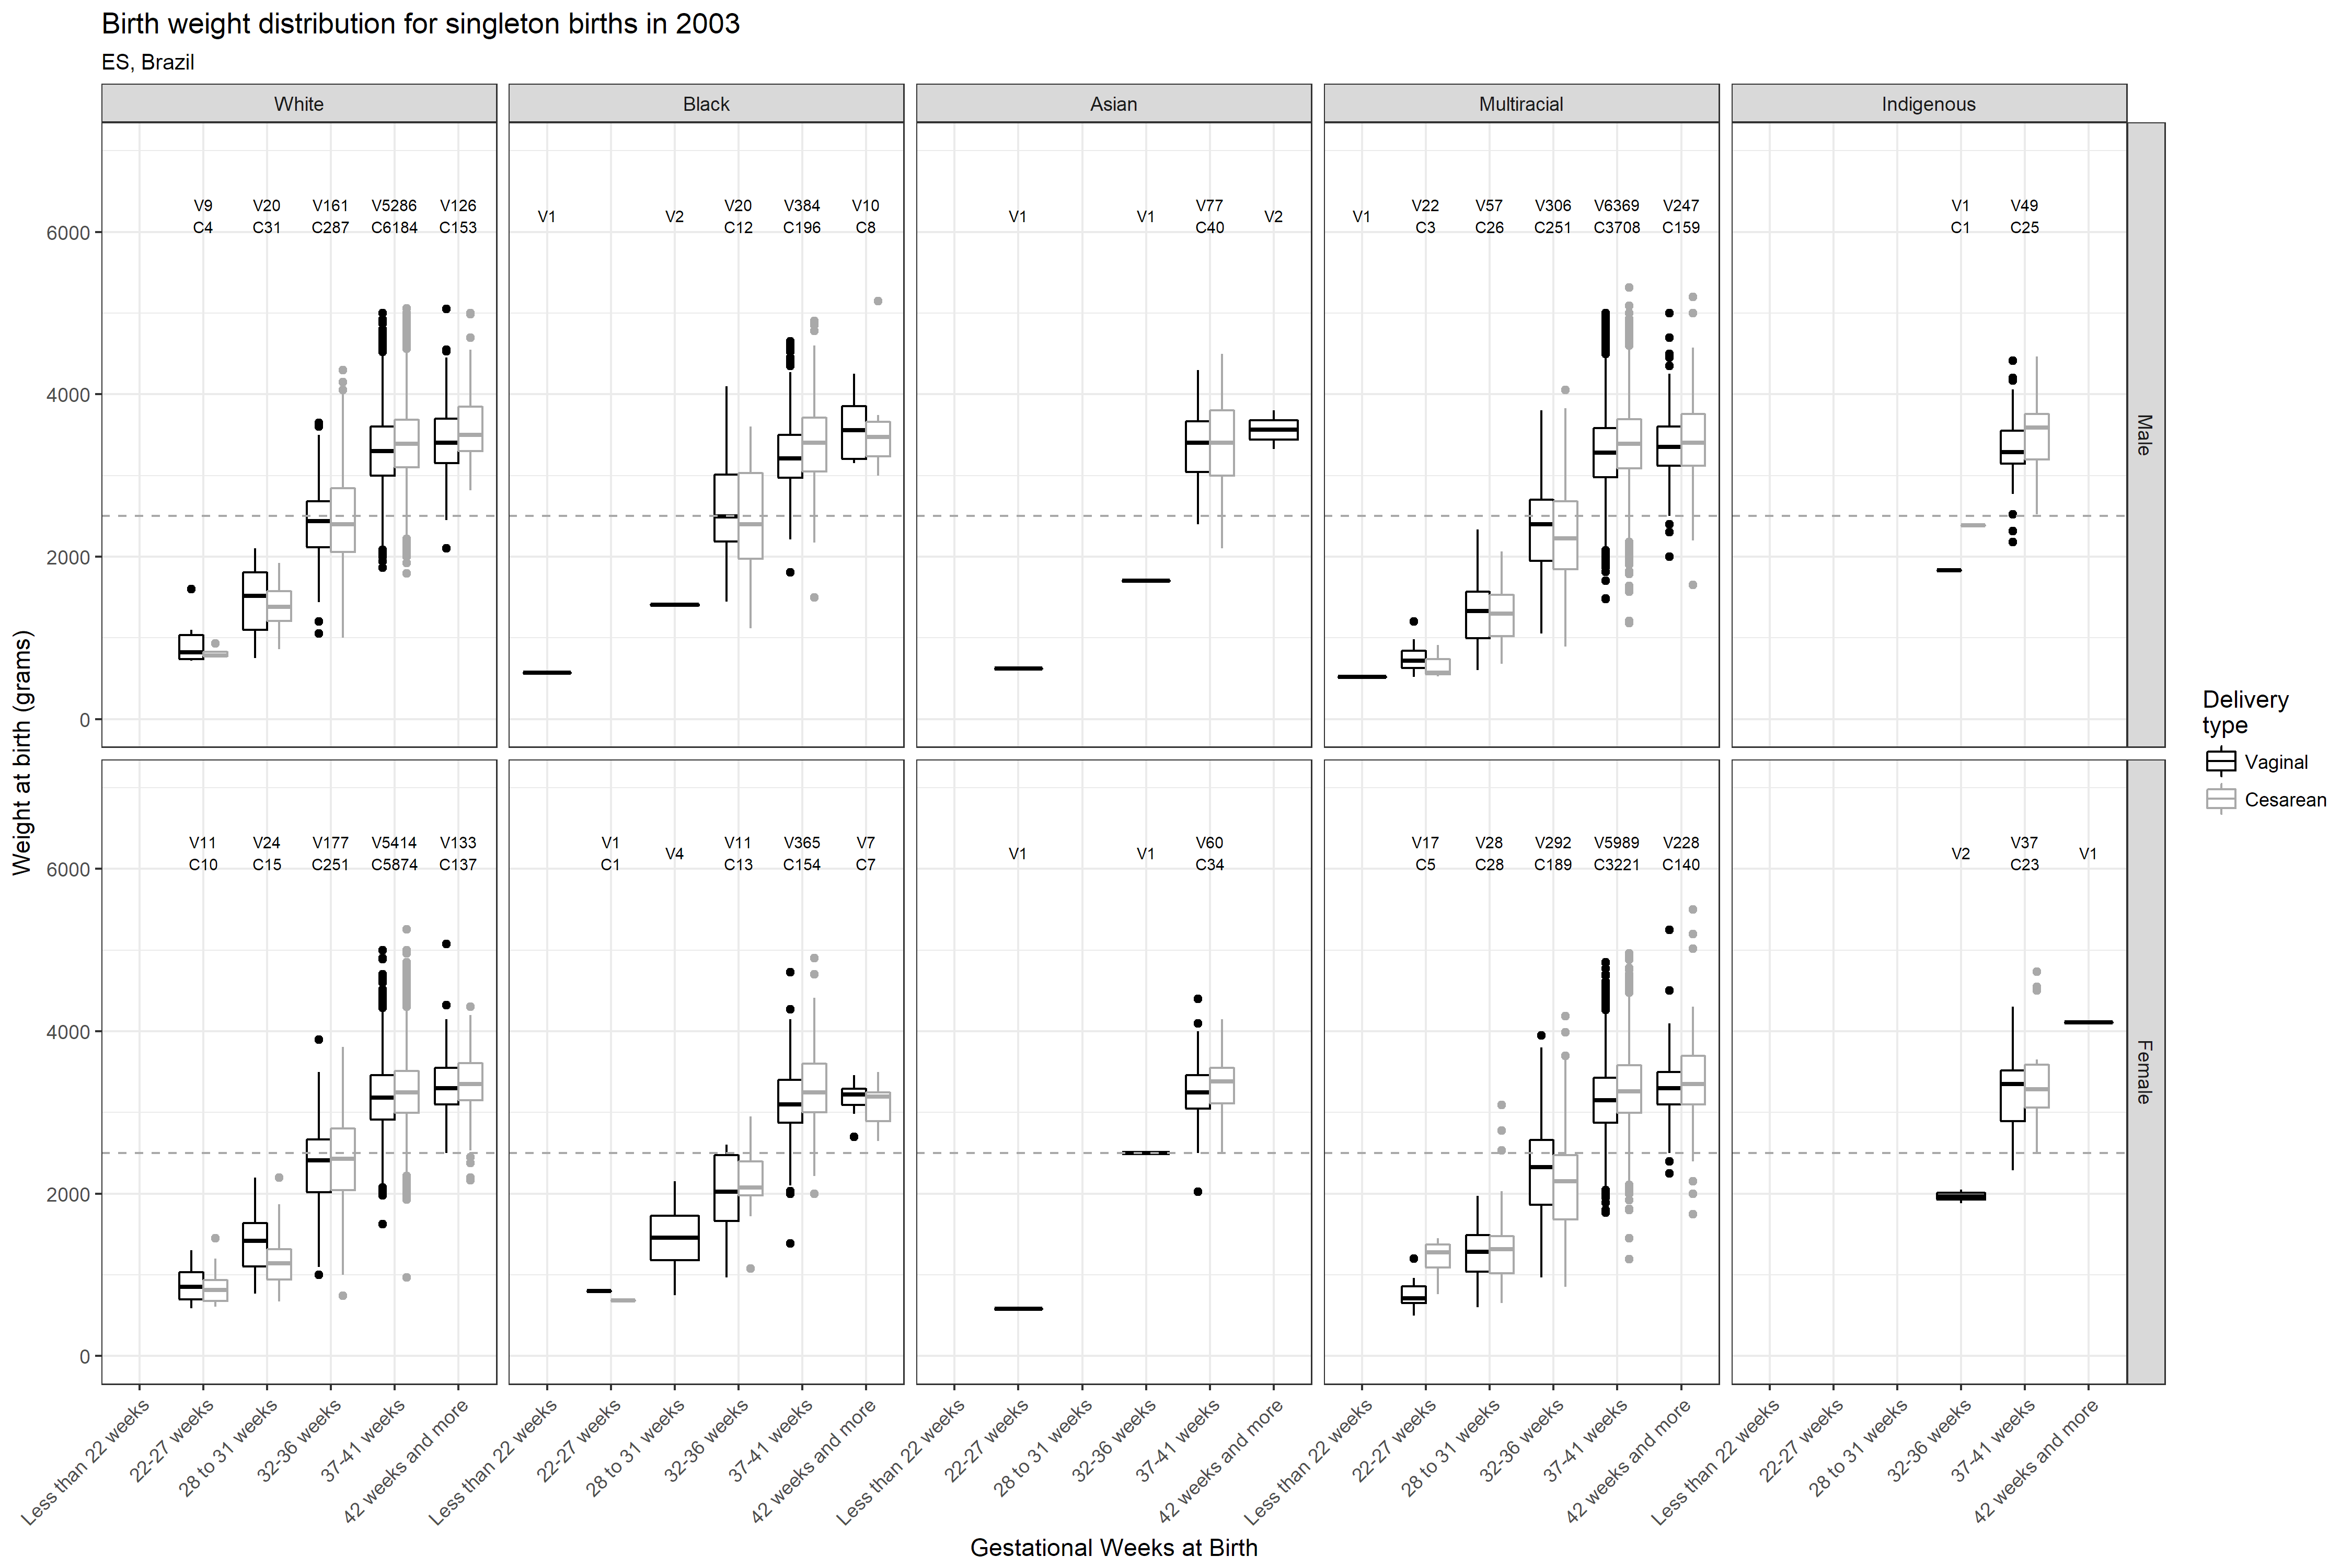 Birth weight distribution for singleton births in 2003
ES, Brazil
White Black Asian Multiracial Indigenous
V9 V20 V161 V5286 V126 V1 V2 V20 V384 V10 V1 V1 V77 V2 V1 V22 V57 V306 V6369 V247 V1 V49
C4 C31 C287 C6184 C153 C12 C196 C8 C40 C3 C26 C251 C3708 C159 C1 C25
6000
4000
2000
0
Male
V11 V24 V177 V5414 V133 V1 V4 V11 V365 V7 V1 V1 V60 V17 V28 V292 V5989 V228 V2 V37 V1
C10 C15 C251 C5874 C137 C1 C13 C154 C7 C34 C5 C28 C189 C3221 C140 C23
6000
4000
2000
0
Female
Weight at birth (grams)
Less than 22 weeks 22-27 weeks 28 to 31 weeks 32-36 weeks 37-41 weeks 42 weeks and more Less than 22 weeks 22-27 weeks 28 to 31 weeks 32-36 weeks 37-41 weeks 42 weeks and more Less than 22 weeks 22-27 weeks 28 to 31 weeks 32-36 weeks 37-41 weeks 42 weeks and more Less than 22 weeks 22-27 weeks 28 to 31 weeks 32-36 weeks 37-41 weeks 42 weeks and more Less than 22 weeks 22-27 weeks 28 to 31 weeks 32-36 weeks 37-41 weeks 42 weeks and more
Gestational Weeks at Birth
Delivery
type
Vaginal
Cesarean